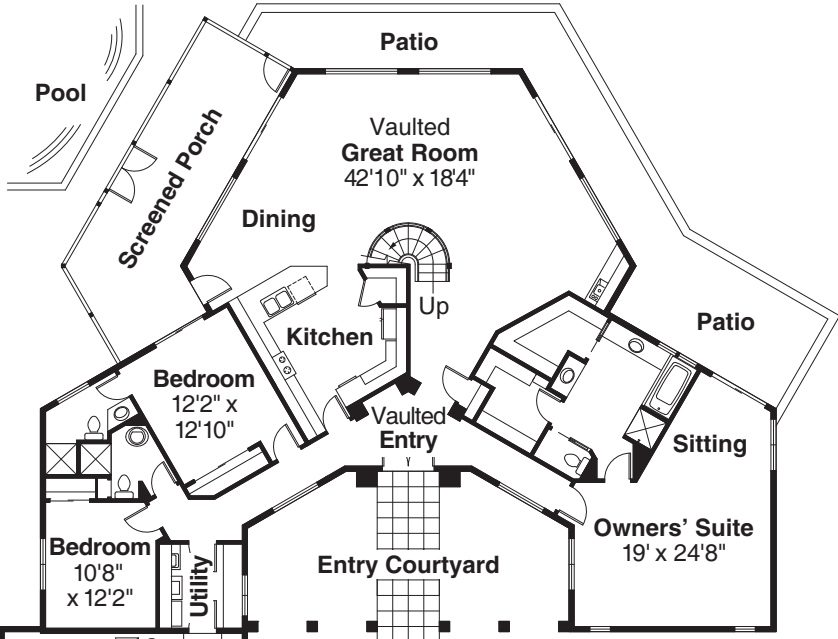 Patio
Pool
Screened Porch
Vaulted
Great Room
42'10" x 18'4"
Dining
Up
Kitchen
Patio
Bedroom
12'2" x
12'10"
Vaulted
Entry
Sitting
Owners' Suite
19' x 24'8"
Bedroom
10'8"
x 12'2"
Utility
Entry Courtyard